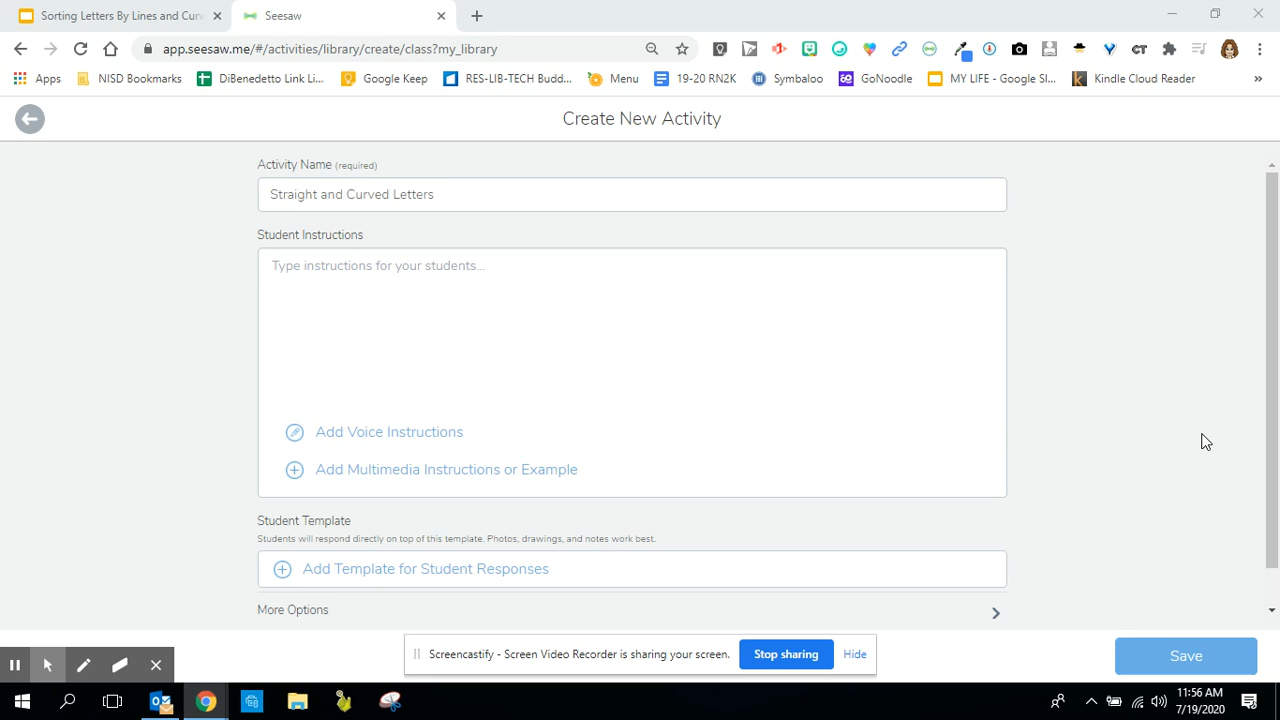 Sorting Letters By Lines and Cur
Seesaw
app.seesaw.me/#/activities/library/create/class?my_library
CT
Apps
NISD Bookmarks
DiBenedetto Link Li...
Google Keep
RES-LIB-TECH Budd...
Menu
19-20 RN2K
Symbaloo
GoNoodle
MY LIFE - Google Sl...
Kindle Cloud Reader
»
Create New Activity
Activity Name (required)
Straight and Curved Letters
Student Instructions
Type instructions for your students...
Add Voice Instructions
Add Multimedia Instructions or Example
Student Template
Students will respond directly on top of this template. Photos, drawings, and notes work best.
Add Template for Student Responses
More Options
Screencastify - Screen Video Recorder is sharing your screen.
Stop sharing
Hide
Save
11:56 AM
7/19/2020